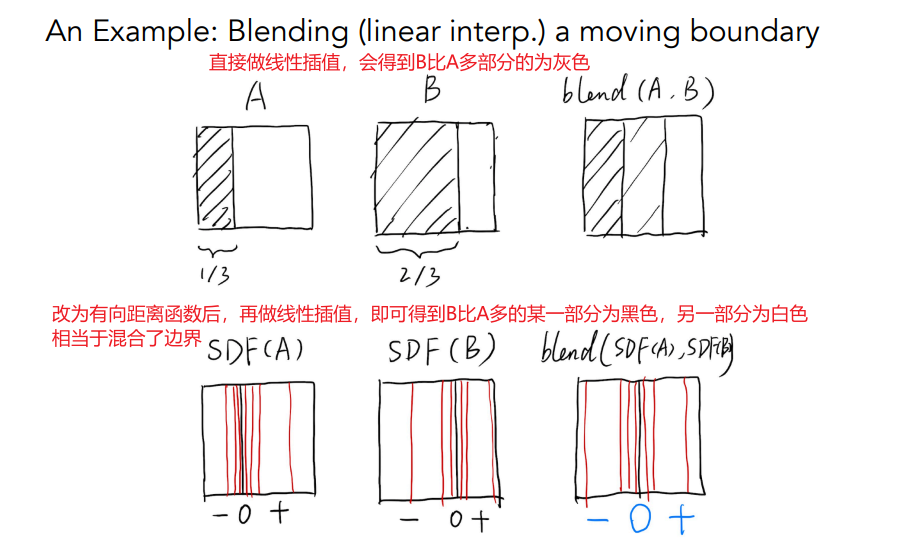 An Example: Blending (linear interp.) a moving boundary
直接做线性插值，会得到B比A多部分的为灰色
A B blend(A.B)
1/3 2/3
改为有向距离函数后，再做线性插值，即可得到B比A多的某一部分为黑色，另一部分为白色
相当于混合了边界
SDF(A) SDF(B) blend(SDF(A),SDF(B)
- 0 + - 0 + - 0 +